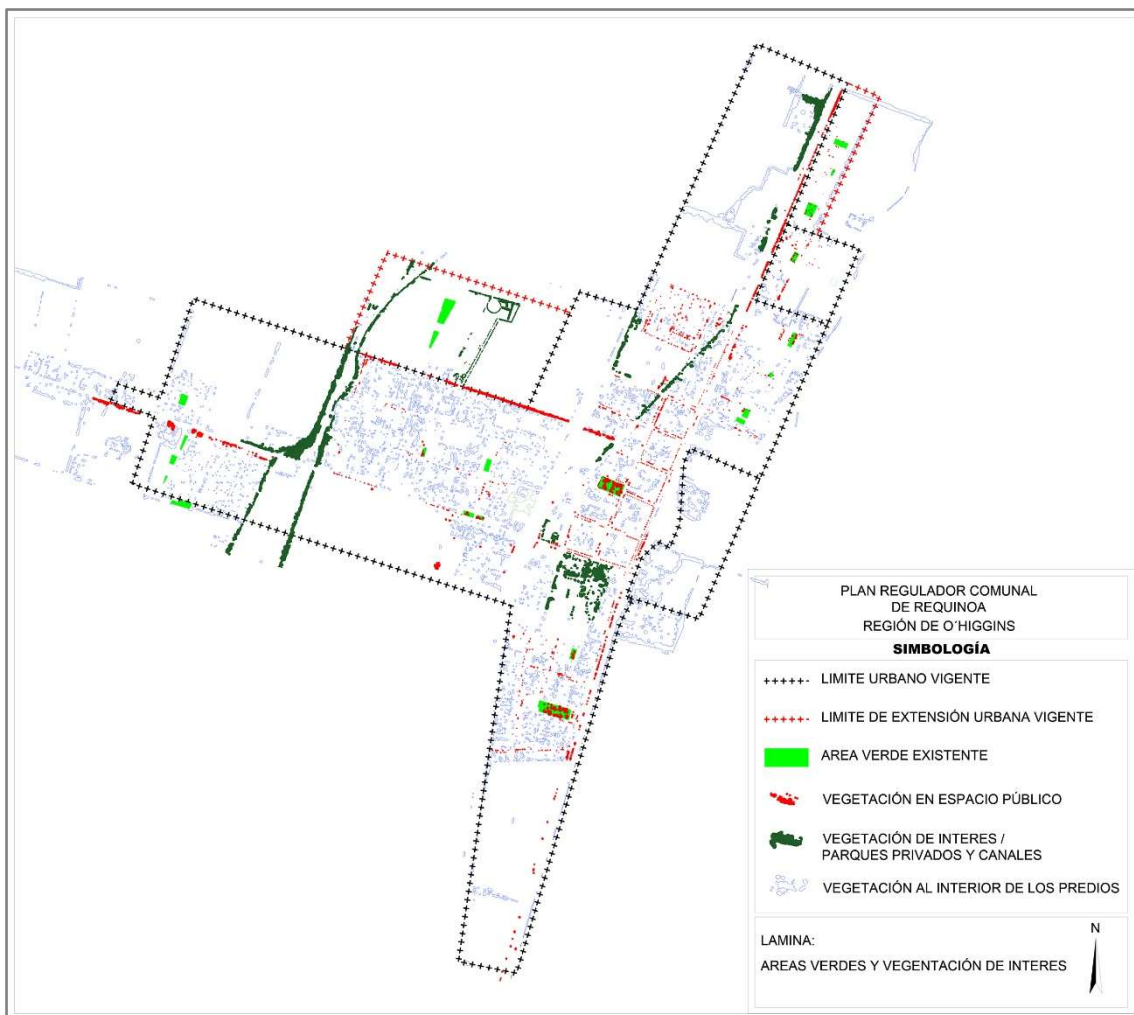 PLAN REGULADOR COMUNAL
DE REQUINOA
REGIÓN DE O´HIGGINS
SIMBOLOGÍA
LIMITE URBANO VIGENTE
LIMITE DE EXTENSIÓN URBANA VIGENTE
AREA VERDE EXISTENTE
VEGETACIÓN EN ESPACIO PÚBLICO
VEGETACIÓN DE INTERES /
PARQUES PRIVADOS Y CANALES
VEGETACIÓN AL INTERIOR DE LOS PREDIOS
LAMINA:
AREAS VERDES Y VEGENTACIÓN DE INTERES
N